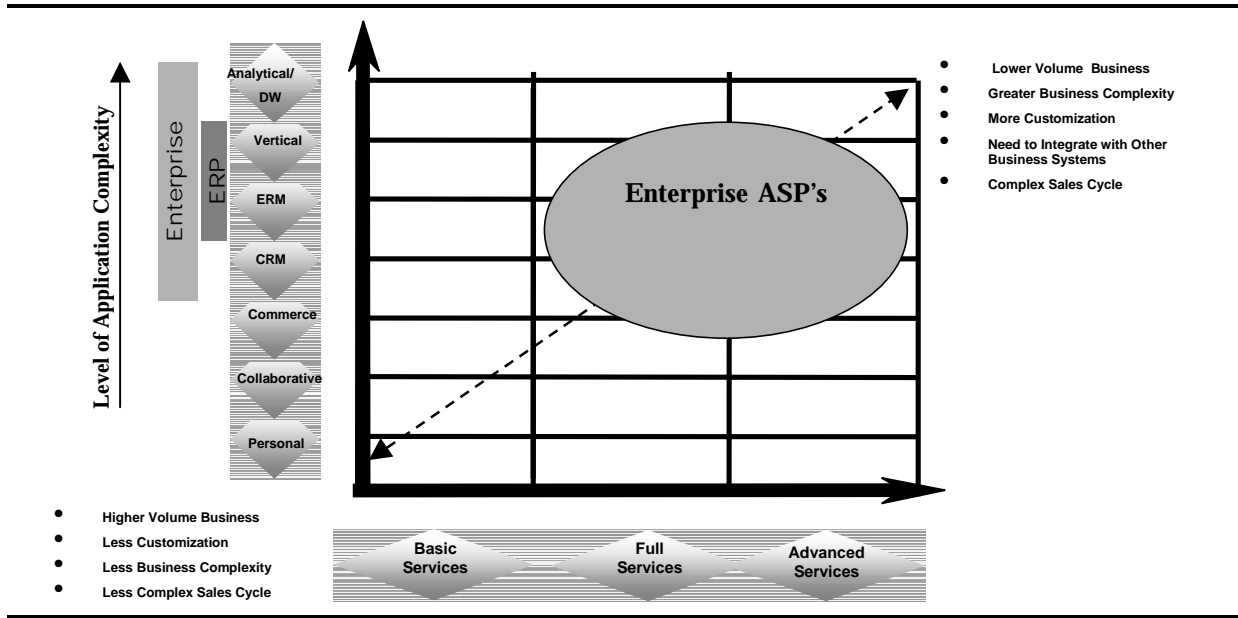 Level of Application Complexity
Enterprise
ERP
Analytical/
DW
Vertical
ERM
CRM
Commerce
Collaborative
Personal
Enterprise ASP's
• Lower Volume Business
• Greater Business Complexity
• More Customization
• Need to Integrate with Other
Business Systems
• Complex Sales Cycle
• Higher Volume Business
• Less Customization
• Less Business Complexity
• Less Complex Sales Cycle
Basic
Services
Full
Services
Advanced
Services